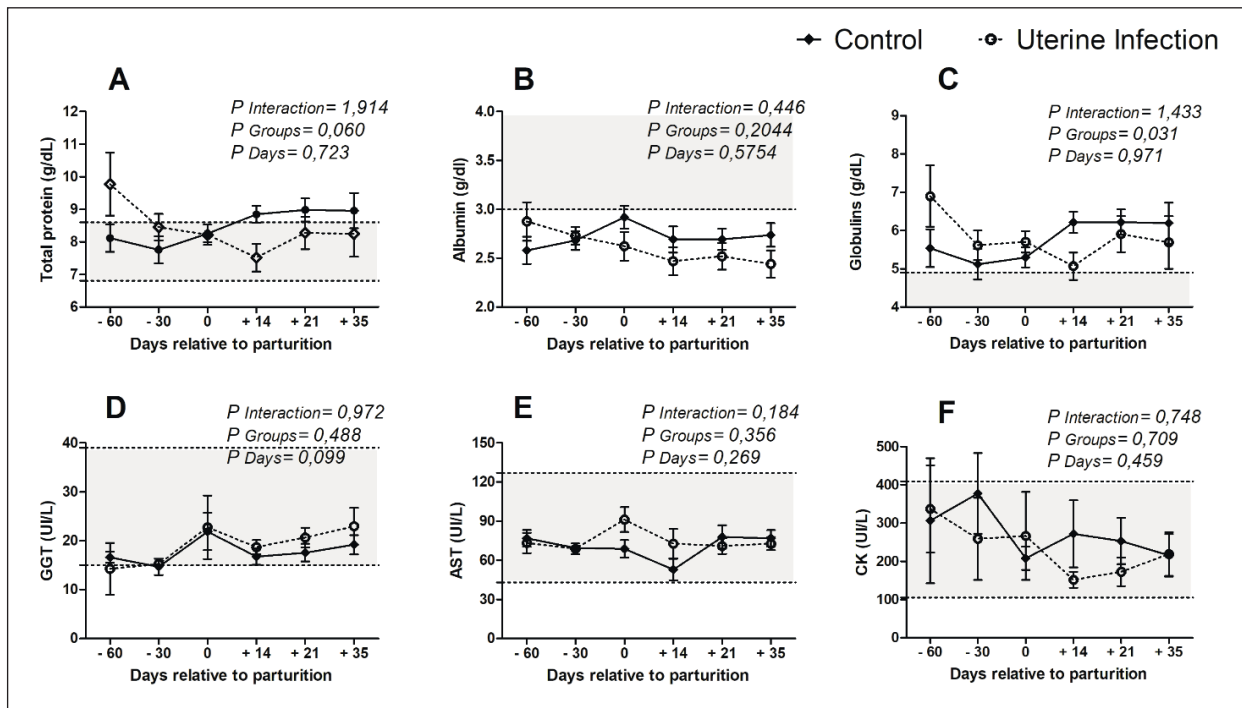 Control Uterine Infection
A
P Interaction= 1,914
P Groups= 0,060
P Days= 0,723
Total protein (g/dL)
12
11
10
9
8
7
6
- 60 - 30 0 + 14 + 21 + 35
Days relative to parturition
B
P Interaction= 0,446
P Groups= 0,2044
P Days= 0,5754
Albumin (g/dl)
4.0
3.5
3.0
2.5
2.0
- 60 - 30 0 + 14 + 21 + 35
Days relative to parturition
C
P Interaction= 1,433
P Groups= 0,031
P Days= 0,971
Globulins (g/dL)
9
8
7
6
5
4
- 60 - 30 0 + 14 + 21 + 35
Days relative to parturition
D
P Interaction= 0,972
P Groups= 0,488
P Days= 0,099
GGT (UI/L)
40
30
20
10
0
- 60 - 30 0 + 14 + 21 + 35
Days relative to parturition
E
P Interaction= 0,184
P Groups= 0,356
P Days= 0,269
AST (UI/L)
150
120
90
60
30
0
- 60 - 30 0 + 14 + 21 + 35
Days relative to parturition
F
P Interaction= 0,748
P Groups= 0,709
P Days= 0,459
CK (UI/L)
500
400
300
200
100
0
- 60 - 30 0 + 14 + 21 + 35
Days relative to parturition